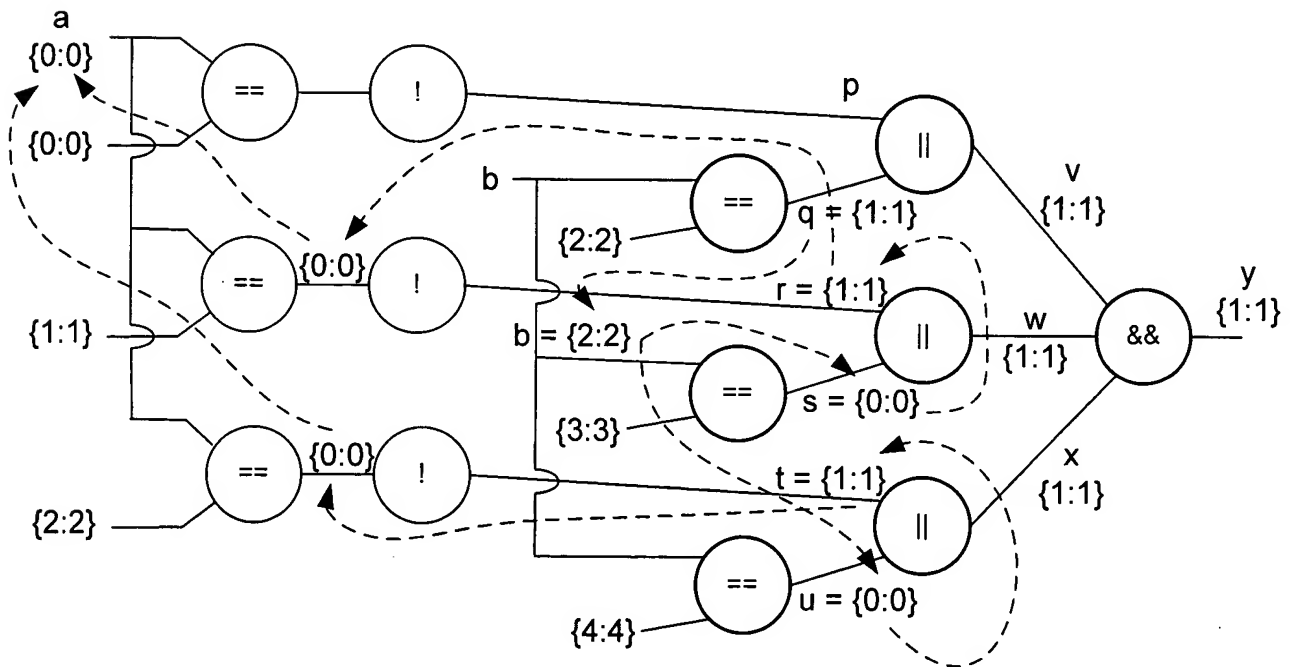 a
{0:0}
== ! p
{0:0} ||
b == v
q = {1:1} {1:1}
{2:2}
{0:0}
== ! r = {1:1} y
{1:1}
w
{1:1} b = {2:2} || {1:1} &&
== s = {0:0}
{3:3}
{0:0} x
== ! t = {1:1} {1:1}
{2:2} ||
== u = {0:0}
{4:4}